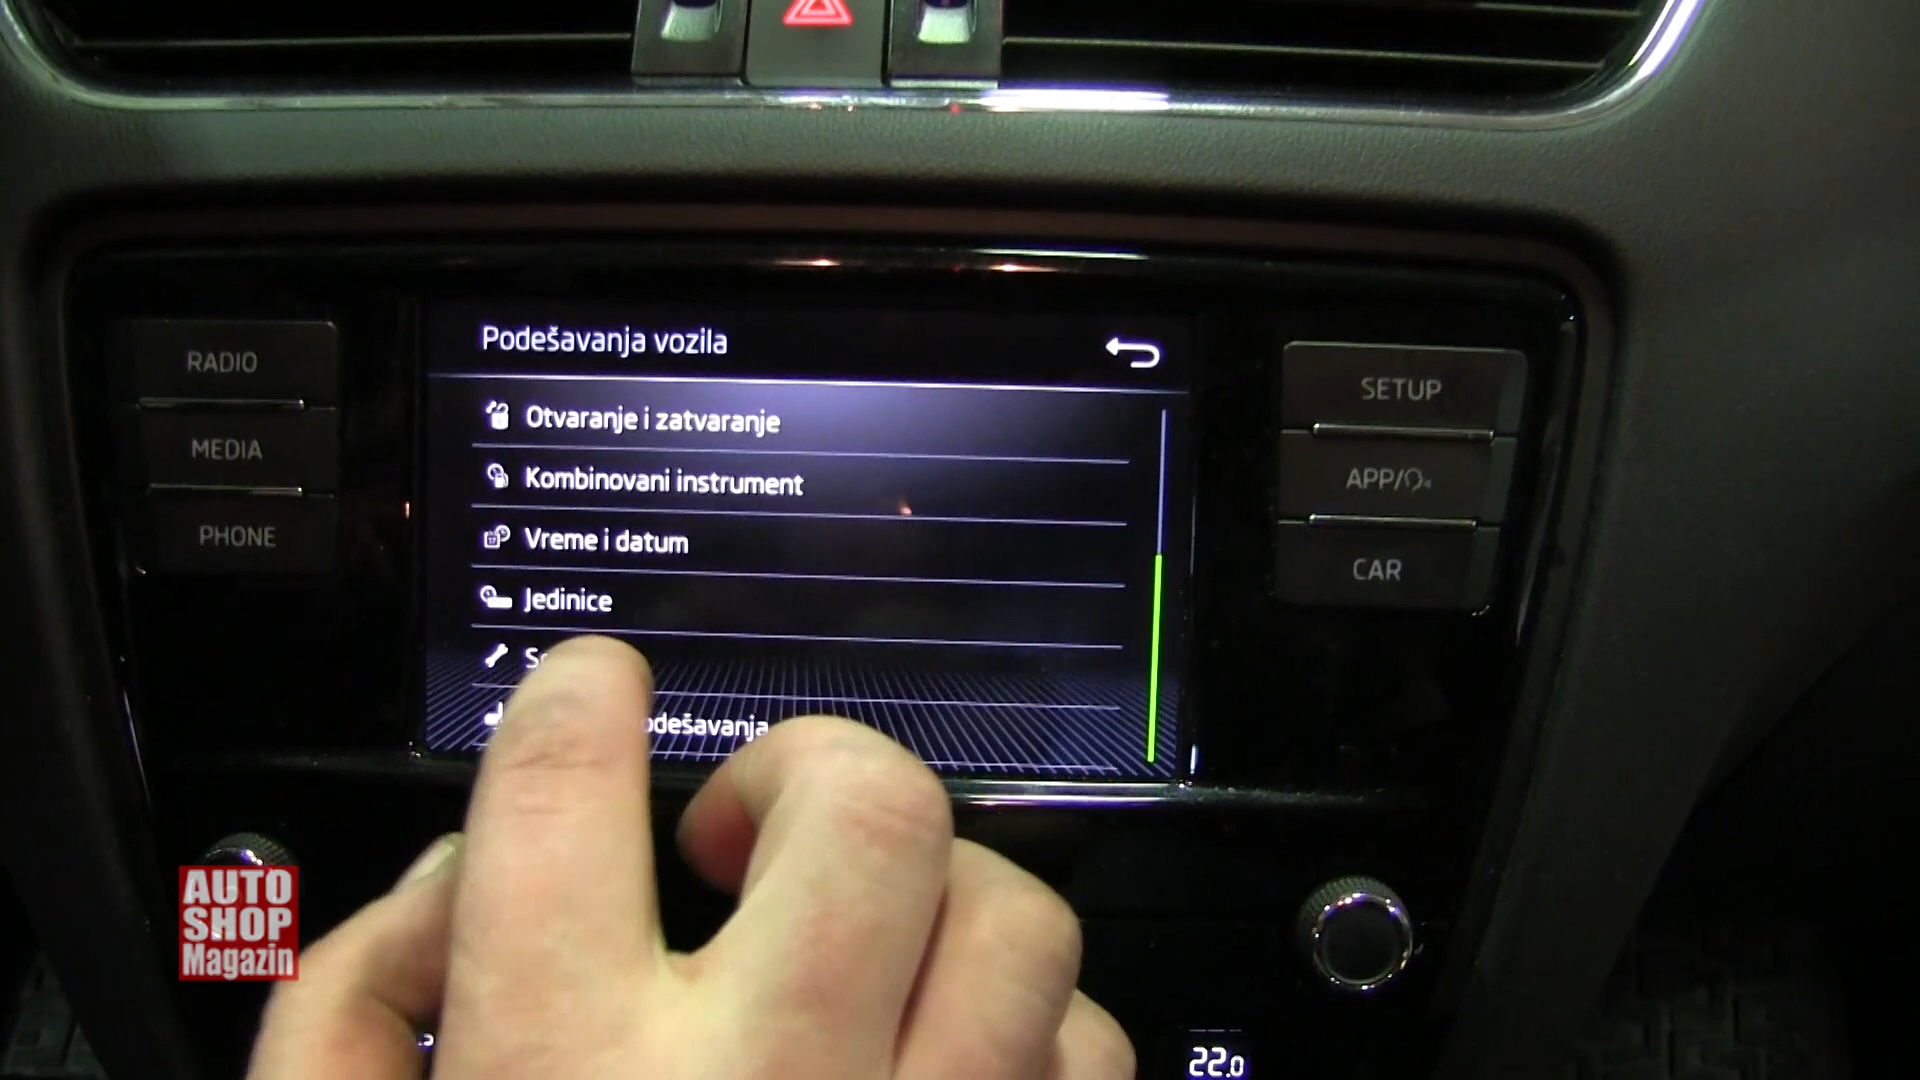 RADIO
MEDIA
PHONE
Podešavanja vozila
Otvaranje i zatvaranje
Kombinovani instrument
Vreme i datum
Jedinice
SETUP
APP/
CAR
AUTO
SHOP
Magazin
22.0